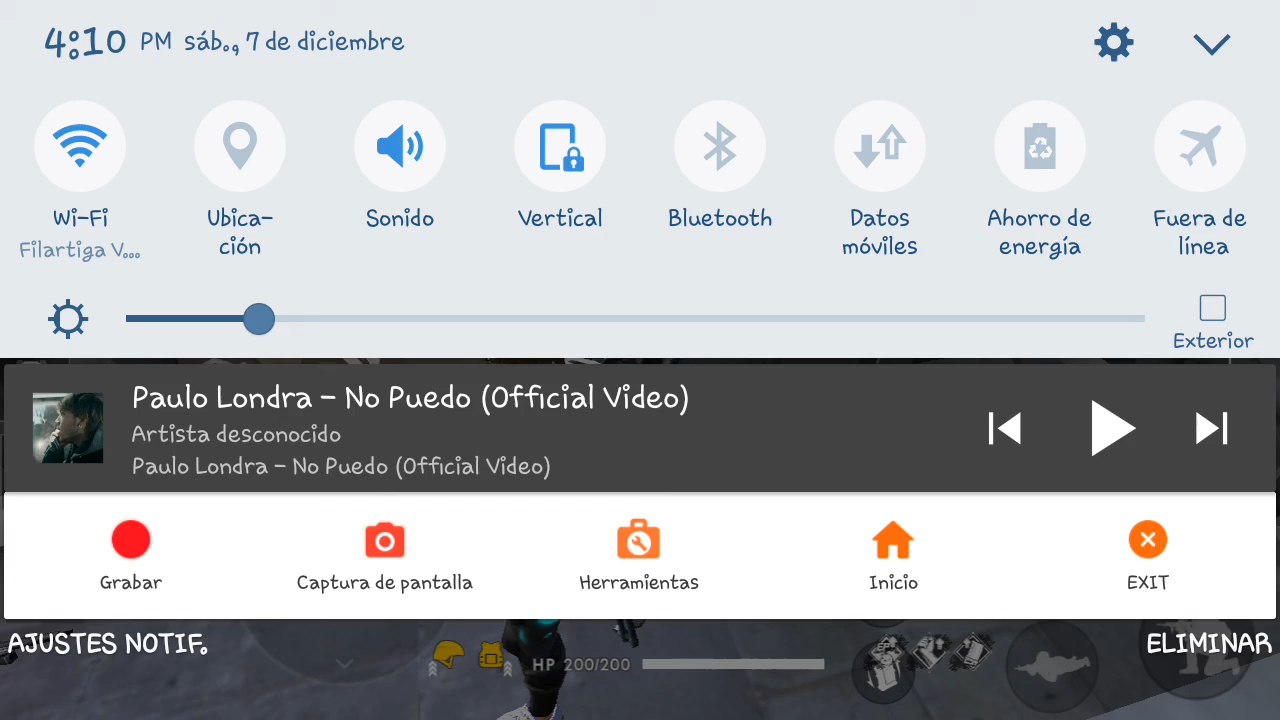 4:10 PM sáb., 7 de diciembre
Wi-Fi
Filartiga V...
Ubica-
ción
Sonido
Vertical
Bluetooth
Datos
móviles
Ahorro de
energía
Fuera de
línea
Exterior
Paulo Londra - No Puedo (Official Video)
Artista desconocido
Paulo Londra - No Puedo (Official Video)
Grabar
Captura de pantalla
Herramientas
Inicio
EXIT
AJUSTES NOTIF.
ELIMINAR
HP 200/200